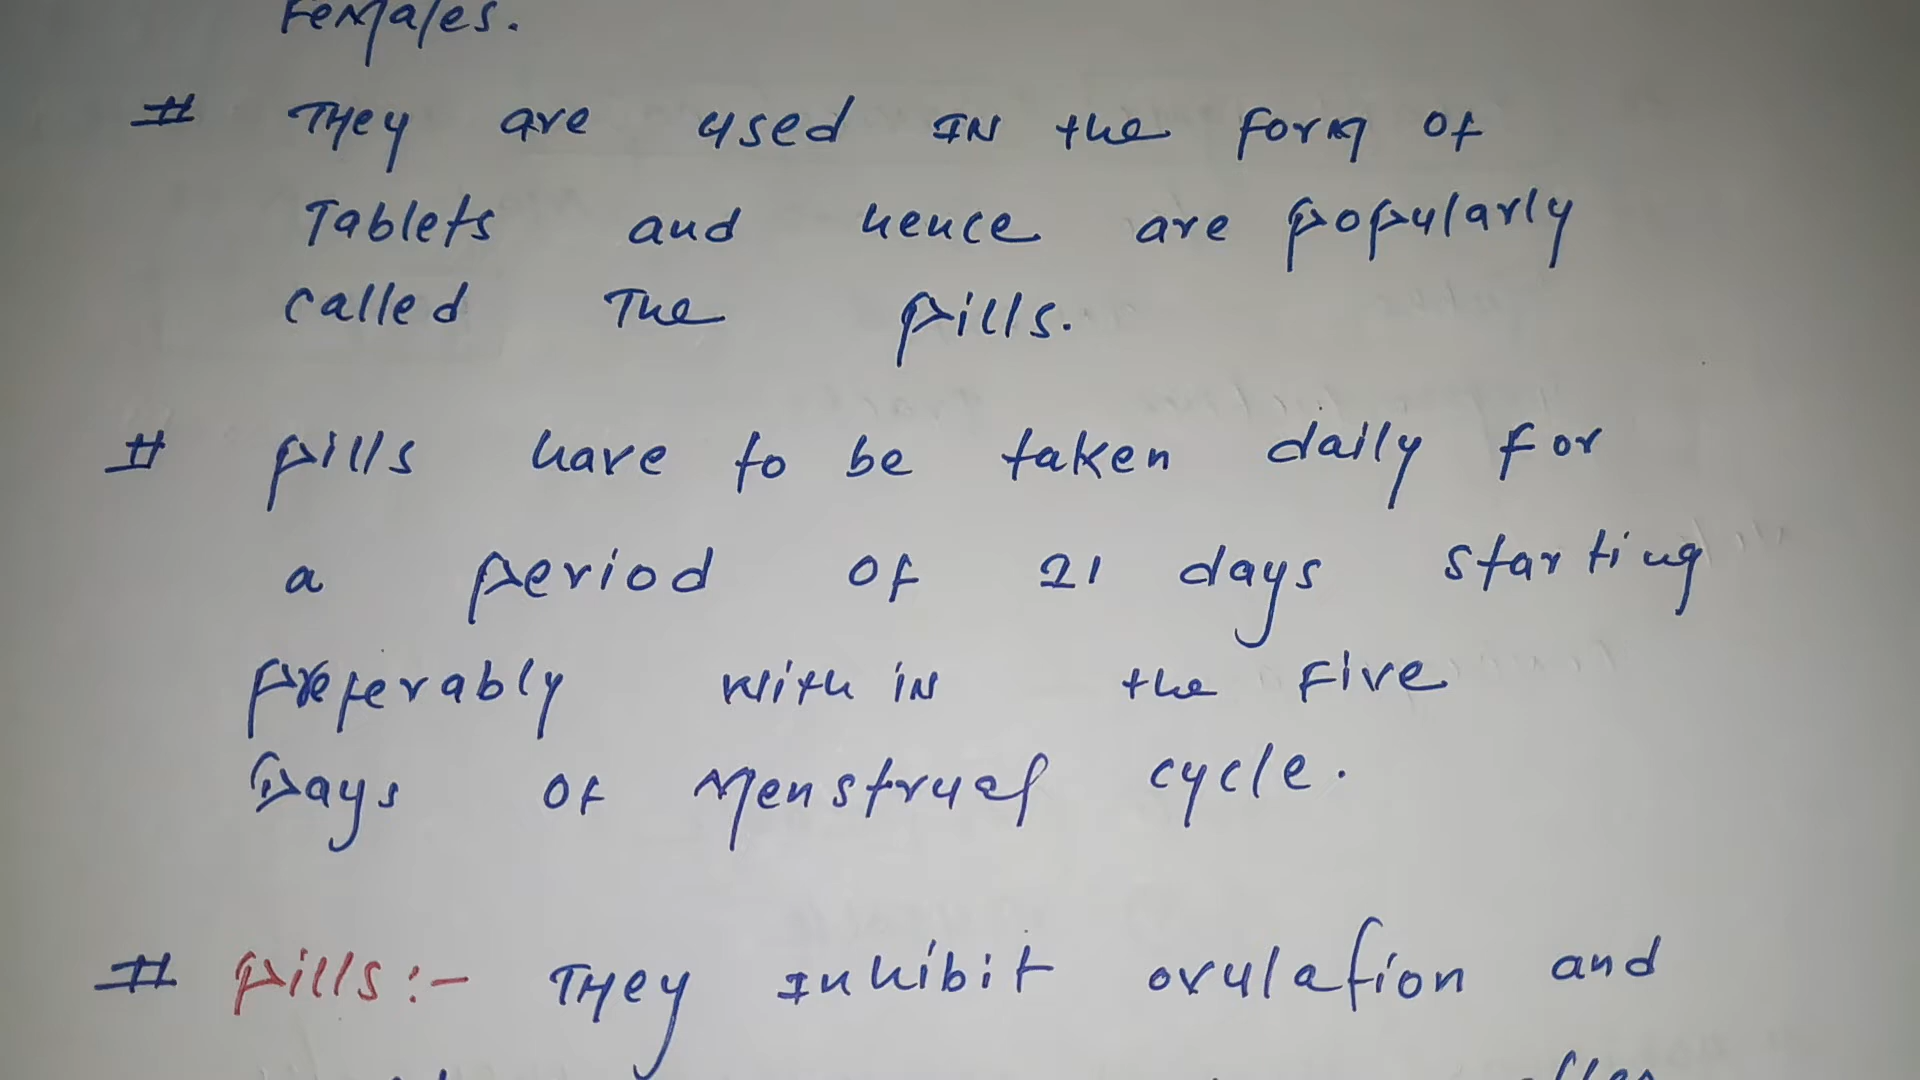 Females.
# They are used in the form of
Tablets and hence are popularly
called The pills.
# pills have to be taken daily for
a period of 21 days starting
preferably with in the five
Days of Menstrual cycle.
# pills:- They inhibit ovulation and